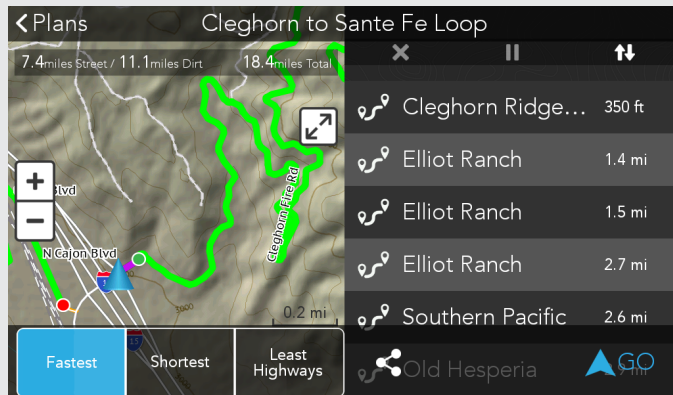 Plans
Cleghorn to Sante Fe Loop
7.4miles Street / 11.1miles Dirt 18.4miles Total
Cleghorn Ridge... 350 ft
Elliot Ranch 1.4 mi
Elliot Ranch 1.5 mi
Elliot Ranch 2.7 mi
Southern Pacific 2.6 mi
Old Hesperia
GO
+
−
Blvd
N Cajon Blvd
Cleghorn Fire Rd
15
3000
0.2 mi
Fastest
Shortest
Least
Highways